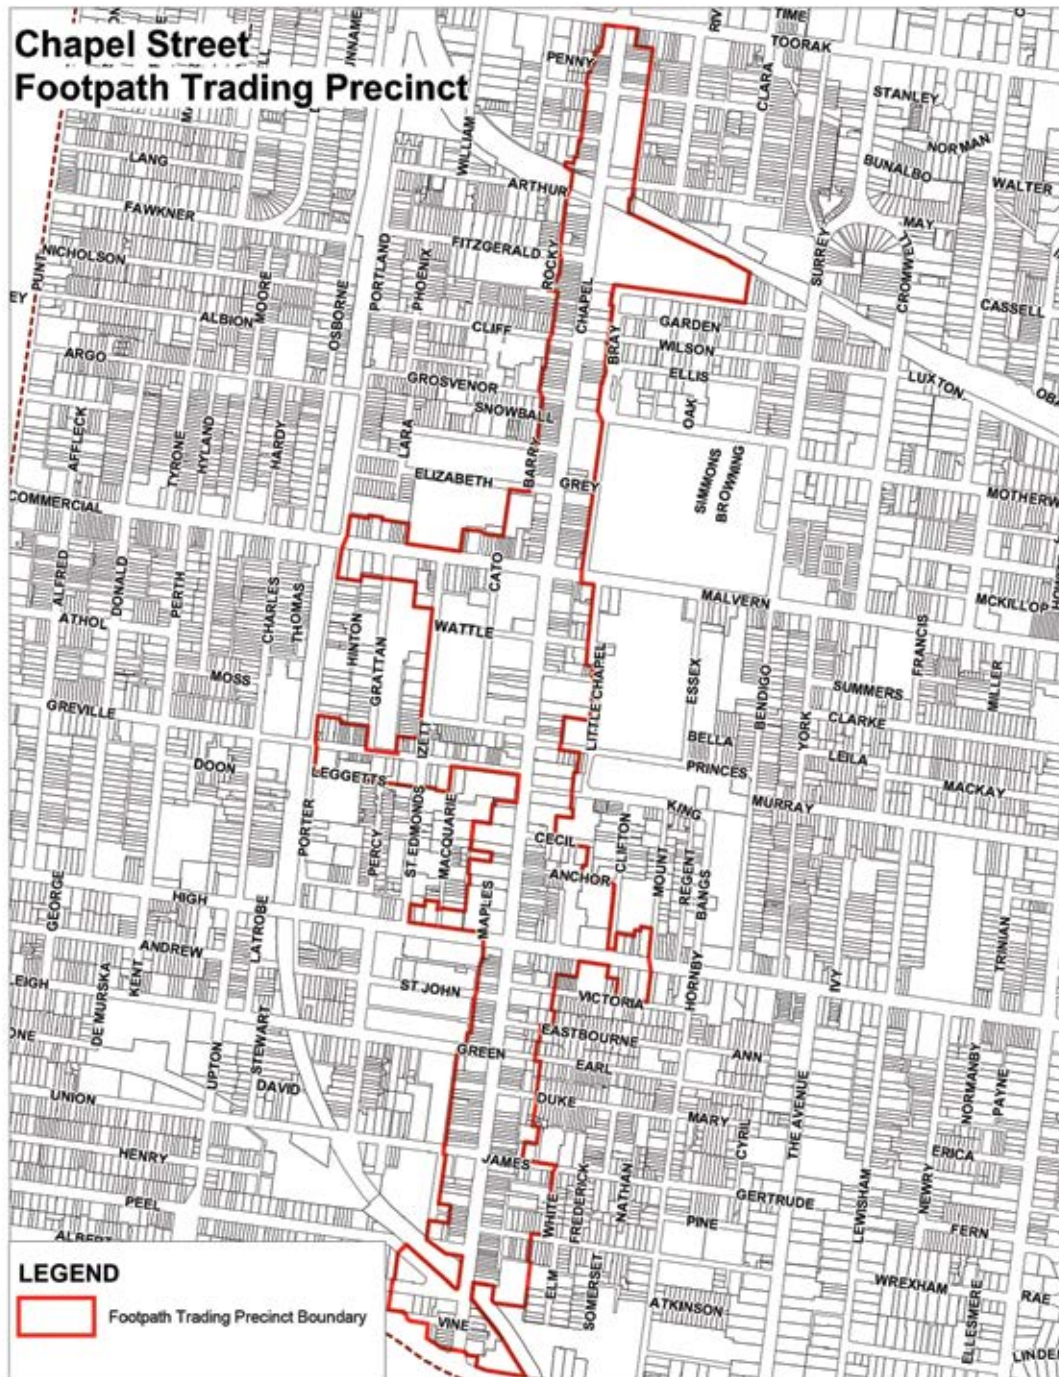 Chapel Street
Footpath Trading Precinct
TIME
TOORAK
PENNY
CLARA
STANLEY
NORMAN
BUNALBO
WALTER
WILLIAM
LANG
ARTHUR
MAY
FAWKNER
FITZGERALD
ROCKY
PORTLAND
PHOENIX
SURREY
CROMWELL
NICHOLSON
PUNT
MOORE
OSBORNE
CHAPEL
CASSELL
EY
ALBION
CLIFF
GARDEN
BRAY
WILSON
ARGO
ELLIS
LUXTON
GROSVENOR
OAK
SNOWBALL
AFFLECK
TYRONE
HYLAND
HARDY
LARA
BARRY
ELIZABETH
GREY
SIMMONS
BROWNING
COMMERCIAL
MOTHERW
CATO
ALFRED
DONALD
PERTH
CHARLES
THOMAS
MALVERN
MCKILLOP
ATHOL
WATTLE
HINTON
GRATTAN
FRANCIS
MILLER
MOSS
LITTLE CHAPEL
ESSEX
BENDIGO
SUMMERS
GREVILLE
YORK
CLARKE
IZETT
BELLA
LEILA
DOON
LEGGETTS
PRINCES
MACKAY
MURRAY
KING
PORTER
PERCY
ST EDMONDS
MACQUARIE
CECIL
CLIFTON
ANCHOR
MOUNT
REGENT
BANGS
GEORGE
HIGH
LATROBE
MAPLES
TRINIAN
ANDREW
KENT
ST JOHN
HORNBY
IVY
LEIGH
DE MURSKA
VICTORIA
EASTBOURNE
ONE
UPTON
STEWART
GREEN
EARL
ANN
NORMANBY
PAYNE
DAVID
UNION
DUKE
MARY
CYRIL
THE AVENUE
ERICA
HENRY
JAMES
FREDERICK
NATHAN
GERTRUDE
LEWISHAM
NEWRY
PEEL
WHITE
PINE
FERN
ALBERT
ELM
SOMERSET
WREXHAM
ELLESMERE
RAE
ATKINSON
VINE
LINDEN
LEGEND
Footpath Trading Precinct Boundary